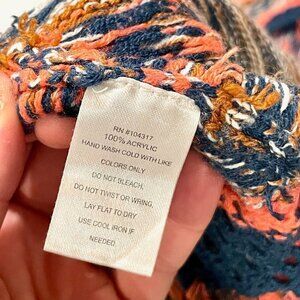 RN #104317
100% ACRYLIC
HAND WASH COLD WITH LIKE
COLORS ONLY
DO NOT BLEACH.
DO NOT TWIST OR WRING,
LAY FLAT TO DRY
USE COOL IRON IF
NEEDED